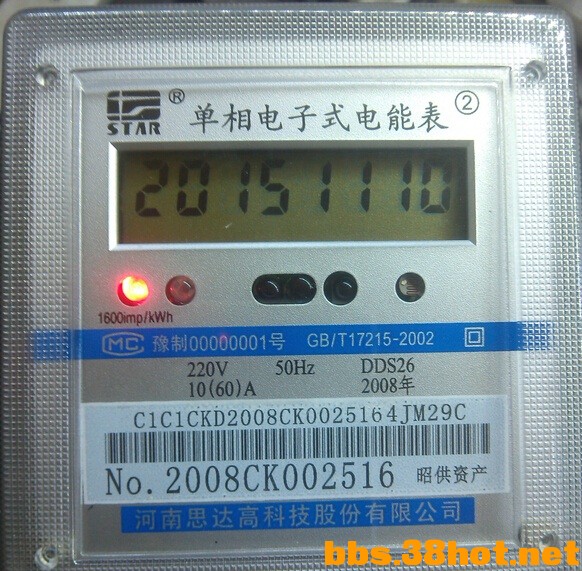 STAR ® 单相电子式电能表 ②
20151110
1600imp/kWh
MC 豫制00000001号 GB/T17215-2002
220V 50Hz DDS26
10(60)A 2008年
C1C1CKD2008CK0025164JM29C
No. 2008CK002516 昭供资产
河南思达高科技股份有限公司
bbs.38hot.net